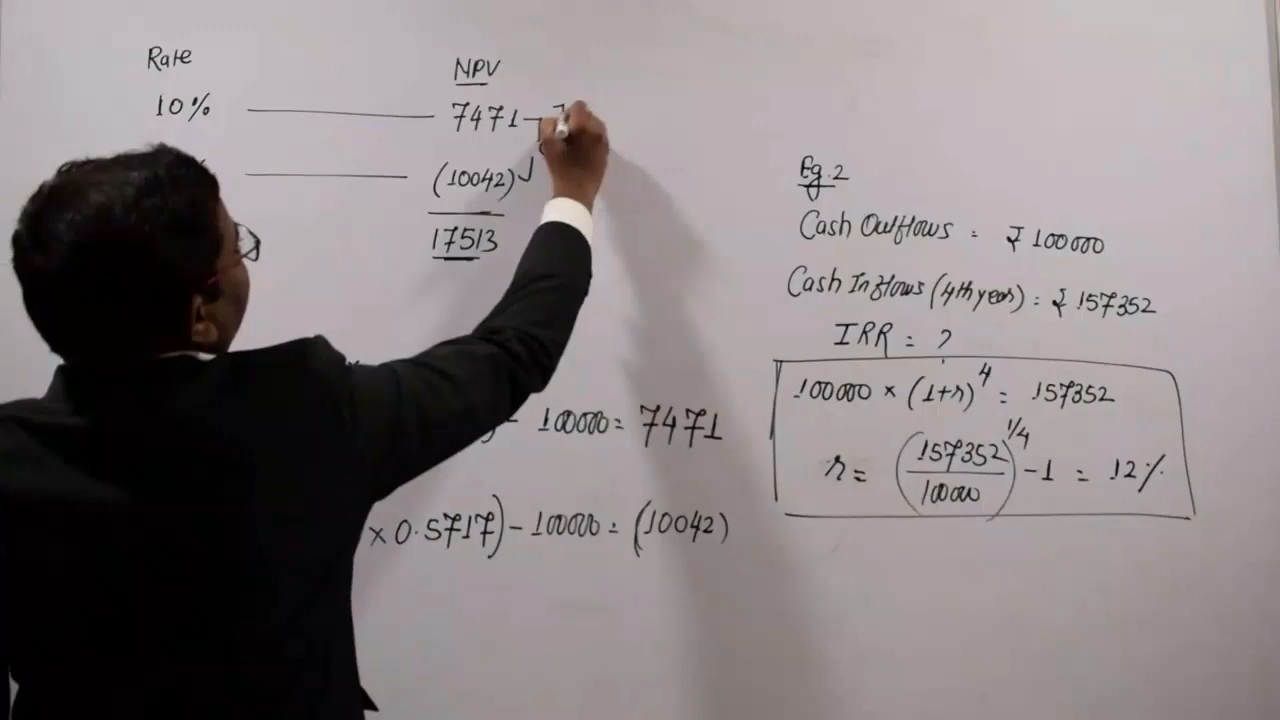 Rate NPV
10% 7471
(10042)
17513
100000 = 7471
× 0.5717) - 100000 = (10042)
Eg.2
Cash Outflows = ₹ 100000
Cash Inflows (4th year) = ₹ 157352
IRR = ?
100000 × (1+r)^4 = 157352
r = (157352/100000)^1/4 - 1 = 12%